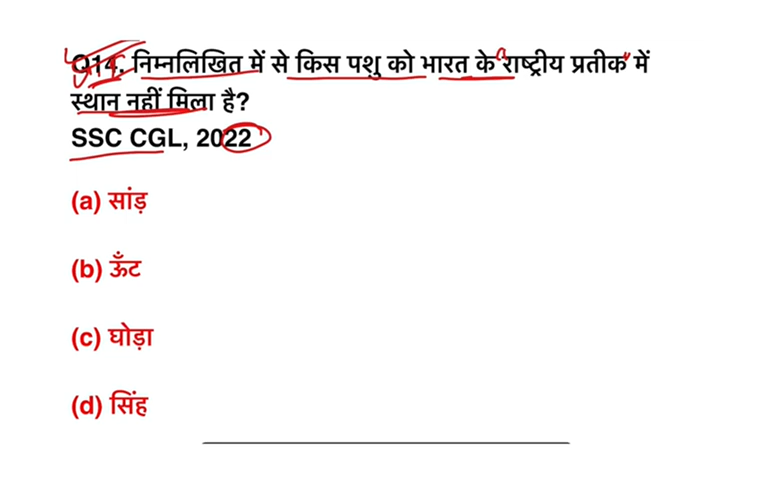 Q14. निम्नलिखित में से किस पशु को भारत के राष्ट्रीय प्रतीक में
स्थान नहीं मिला है?
SSC CGL, 2022
(a) सांड़
(b) ऊँट
(c) घोड़ा
(d) सिंह